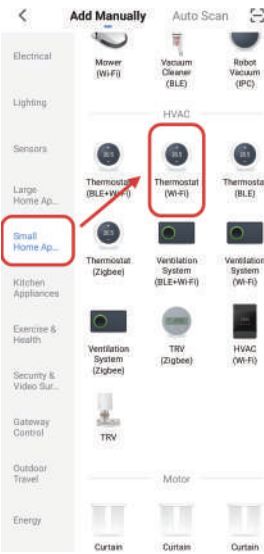 Add Manually
Auto Scan
Electrical
Lighting
Sensors
Large
Home Ap...
Small
Home Ap...
Kitchen
Appliances
Exercise &
Health
Security &
Video Sur...
Gateway
Control
Outdoor
Travel
Energy
Mower
(Wi-Fi)
Vacuum
Cleaner
(BLE)
Robot
Vacuum
(IPC)
HVAC
Thermosta
(BLE+Wi-Fi)
Thermostat
(Wi-Fi)
Thermosta
(BLE)
Thermostat
(Zigbee)
Ventilation
System
(BLE+Wi-Fi)
Ventilation
System
(Wi-Fi)
Ventilation
System
(Zigbee)
TRV
(Zigbee)
HVAC
(Wi-Fi)
TRV
Motor
Curtain
Curtain
Curtain